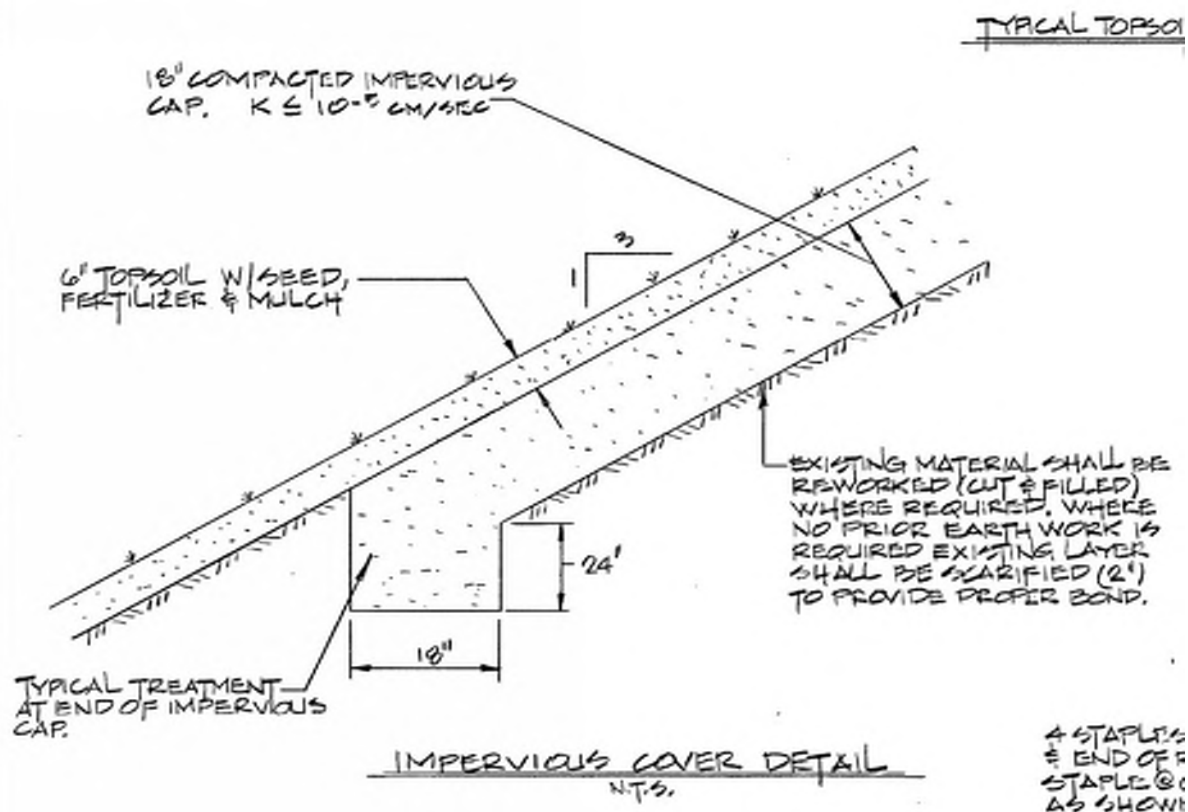 TYPICAL TOPSOI
18" COMPACTED IMPERVIOUS
CAP. K ≤ 10-5 CM/SEC
3
1
6" TOPSOIL W/SEED,
FERTILIZER & MULCH
EXISTING MATERIAL SHALL BE
REWORKED (CUT & FILLED)
WHERE REQUIRED. WHERE
NO PRIOR EARTH WORK IS
REQUIRED EXISTING LAYER
SHALL BE SCARIFIED (2")
TO PROVIDE PROPER BOND.
24"
18"
TYPICAL TREATMENT
AT END OF IMPERVIOUS
CAP.
IMPERVIOUS COVER DETAIL
N.T.S.
4 STAPLES
& END OF R
STAPLE @
AS SHOWN